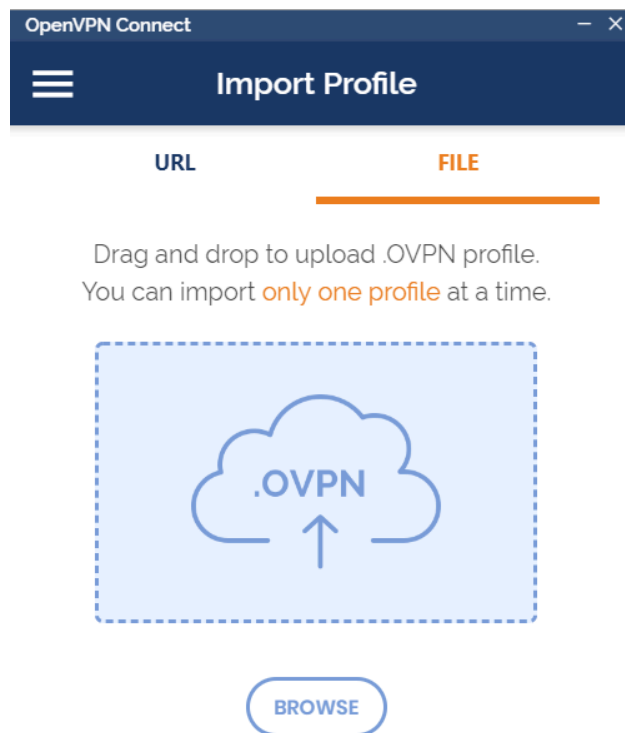 OpenVPN Connect
Import Profile
URL
FILE
Drag and drop to upload .OVPN profile.
You can import only one profile at a time.
.OVPN
BROWSE